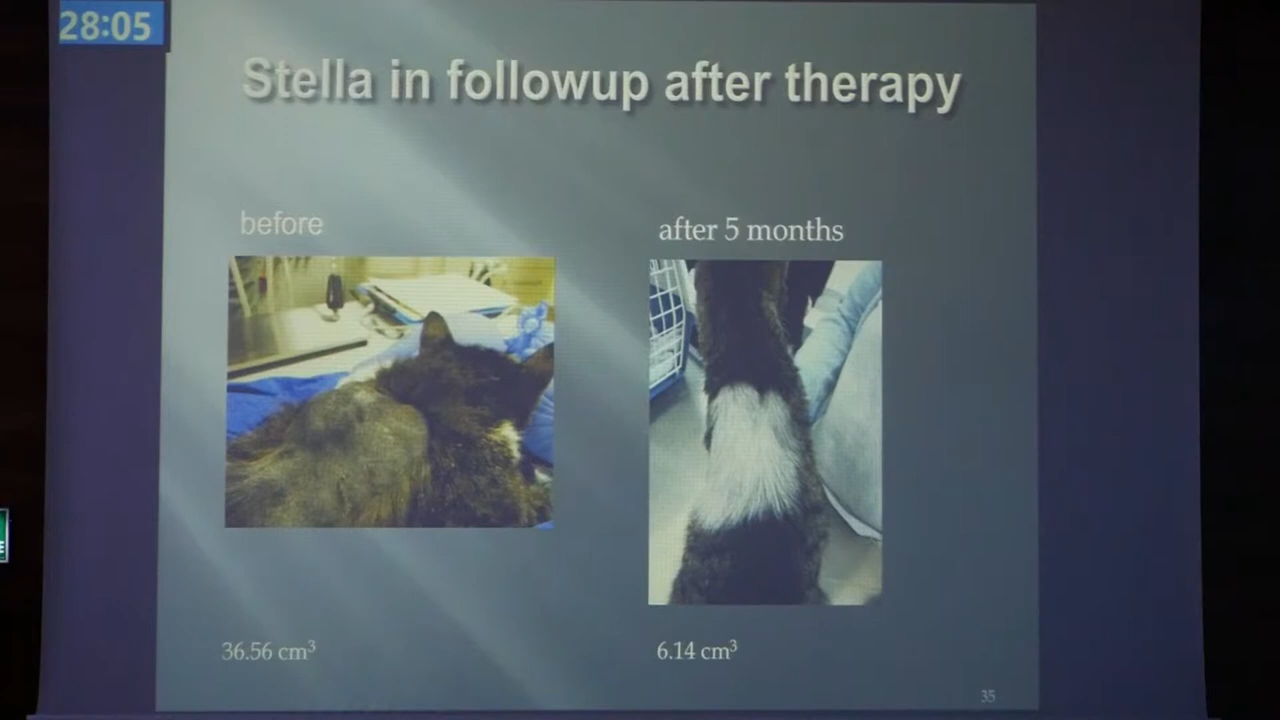 28:05
Stella in followup after therapy
before
after 5 months
36.56 cm³
6.14 cm³
35